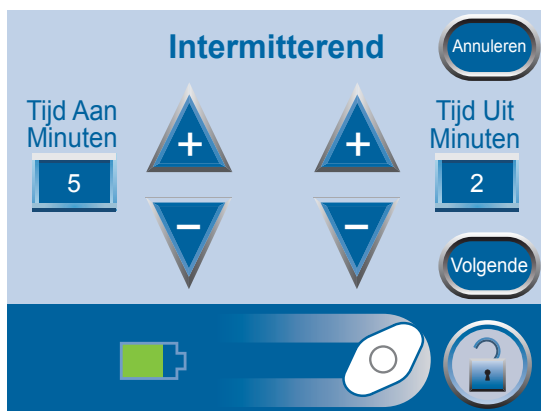 Intermitterend
Annuleren
Tijd Aan
Minuten
5
+
+
Tijd Uit
Minuten
2
−
−
Volgende